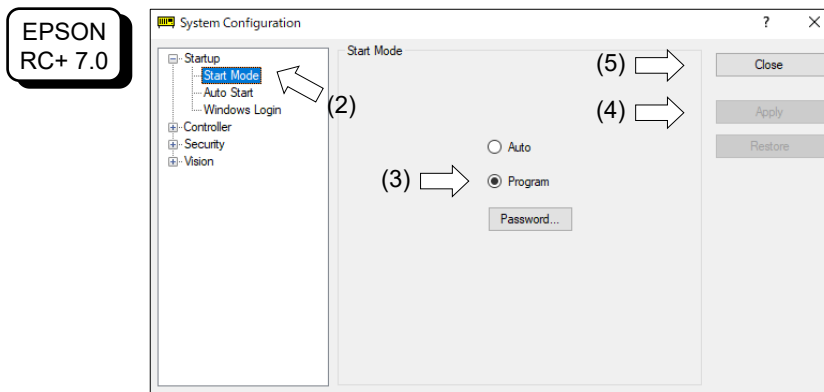 EPSON
RC+ 7.0
System Configuration
?
Startup
Start Mode
Auto Start
Windows Login
Controller
Security
Vision
(2)
Start Mode
Auto
(3)
Program
Password...
(5)
Close
(4)
Apply
Restore